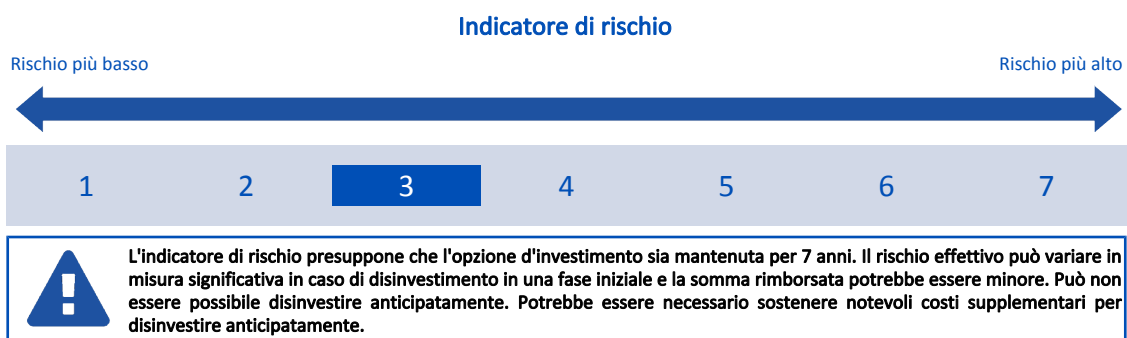 Indicatore di rischio
Rischio più basso Rischio più alto
1 2 3 4 5 6 7
L'indicatore di rischio presuppone che l'opzione d'investimento sia mantenuta per 7 anni. Il rischio effettivo può variare in
misura significativa in caso di disinvestimento in una fase iniziale e la somma rimborsata potrebbe essere minore. Può non
essere possibile disinvestire anticipatamente. Potrebbe essere necessario sostenere notevoli costi supplementari per
disinvestire anticipatamente.